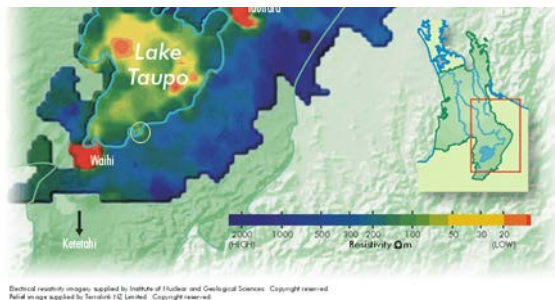 Lake
Taupo
Waihi
Ketetahi
2000 1000 500 300 200 100 50 30 20
(HIGH) Resistivity Ωm (LOW)
Electrical resistivity imagery supplied by Institute of Nuclear and Geological Sciences. Copyright reserved.
Relief image supplied by Terralink NZ Limited. Copyright reserved.